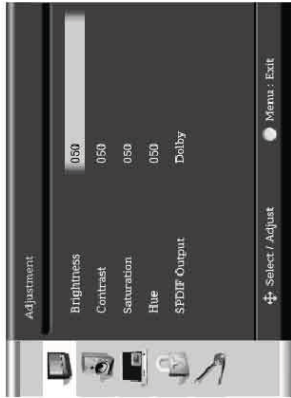 Adjustment
Brightness 050
Contrast 050
Saturation 050
Hue 050
SPDIF Output Dolby
Select / Adjust Menu : Exit